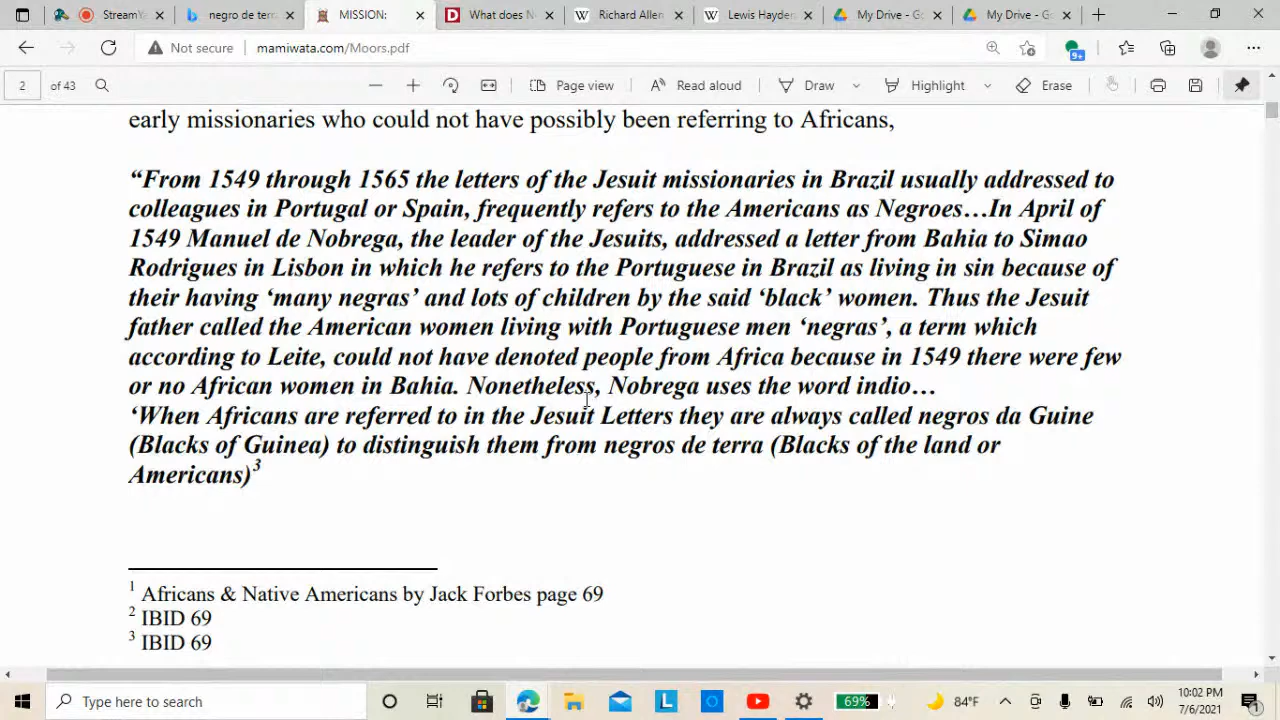 StreamY
negro de terra
MISSION:
What does N
Richard Allen
Lewis Hayden
My Drive - Go
My Drive - Go
Not secure
mamiwata.com/Moors.pdf
2 of 43
Page view
Read aloud
Draw
Highlight
Erase
early missionaries who could not have possibly been referring to Africans,
“From 1549 through 1565 the letters of the Jesuit missionaries in Brazil usually addressed to
colleagues in Portugal or Spain, frequently refers to the Americans as Negroes…In April of
1549 Manuel de Nobrega, the leader of the Jesuits, addressed a letter from Bahia to Simao
Rodrigues in Lisbon in which he refers to the Portuguese in Brazil as living in sin because of
their having ‘many negras’ and lots of children by the said ‘black’ women. Thus the Jesuit
father called the American women living with Portuguese men ‘negras’, a term which
according to Leite, could not have denoted people from Africa because in 1549 there were few
or no African women in Bahia. Nonetheless, Nobrega uses the word indio…
‘When Africans are referred to in the Jesuit Letters they are always called negros da Guine
(Blacks of Guinea) to distinguish them from negros de terra (Blacks of the land or
Americans)3
1 Africans & Native Americans by Jack Forbes page 69
2 IBID 69
3 IBID 69
Type here to search
69%
84°F
10:02 PM
7/6/2021